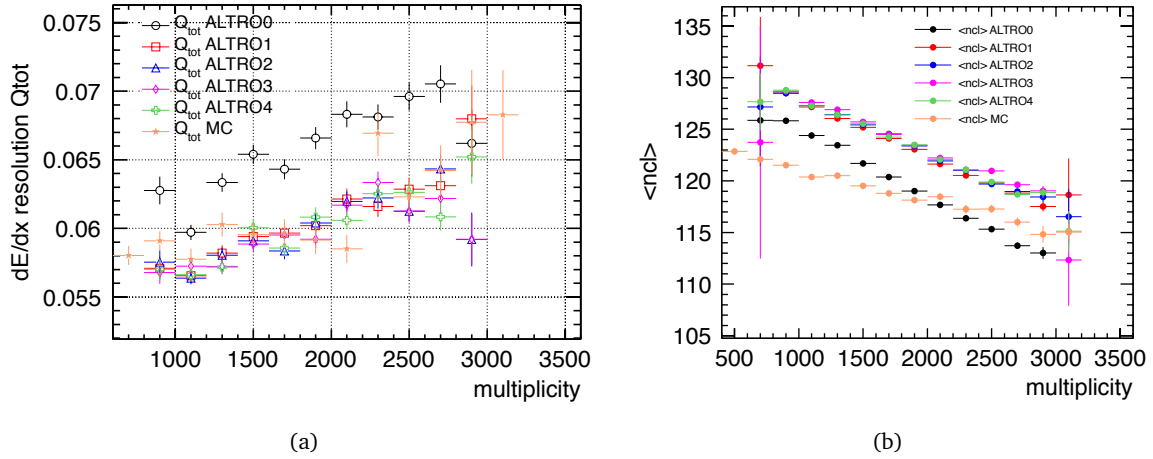 dE/dx resolution Qtot
0.075
0.07
0.065
0.06
0.055
Q_tot ALTRO0
Q_tot ALTRO1
Q_tot ALTRO2
Q_tot ALTRO3
Q_tot ALTRO4
Q_tot MC
1000 1500 2000 2500 3000 3500
multiplicity
(a)
<ncl>
135
130
125
120
115
110
105
<ncl> ALTRO0
<ncl> ALTRO1
<ncl> ALTRO2
<ncl> ALTRO3
<ncl> ALTRO4
<ncl> MC
500 1000 1500 2000 2500 3000 3500
multiplicity
(b)